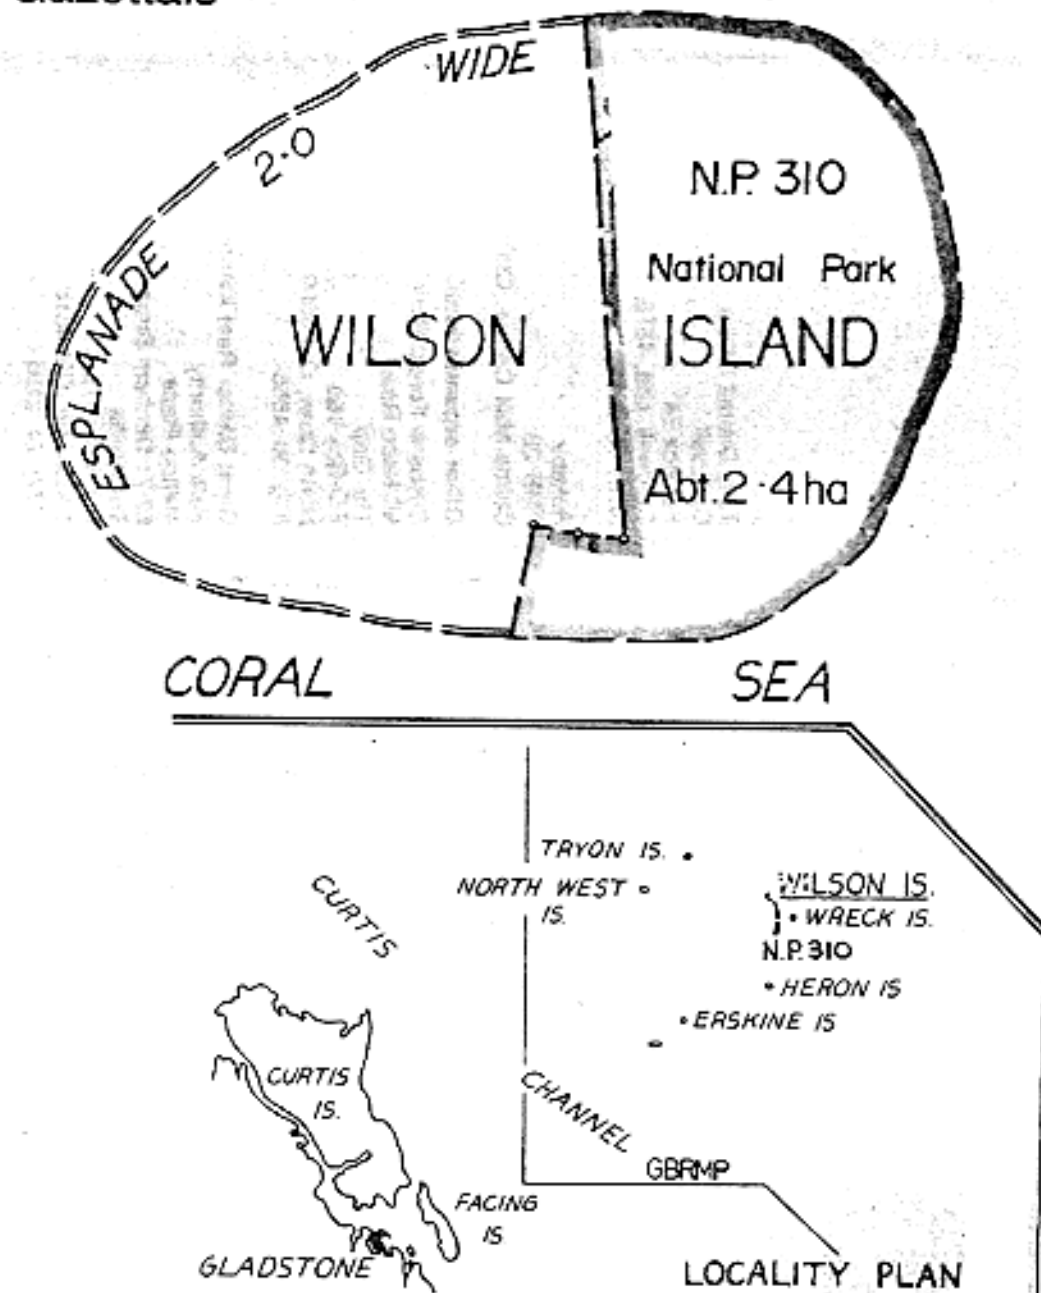 WIDE
2·0
ESPLANADE
N.P. 310
National Park
WILSON ISLAND
Abt. 2·4 ha
CORAL SEA
TRYON IS.
NORTH WEST
IS.
WILSON IS.
WRECK IS.
N.P. 310
HERON IS
ERSKINE IS
CURTIS
CHANNEL
CURTIS
IS.
GBRMP
FACING
IS.
GLADSTONE
LOCALITY PLAN